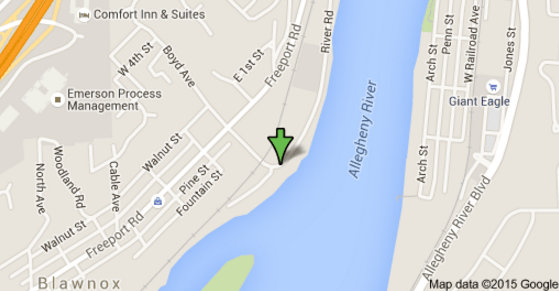 Comfort Inn & Suites
W 4th St
Boyd Ave
E 1st St
Freeport Rd
River Rd
Emerson Process
Management
Walnut St
Woodland Rd
North Ave
Cable Ave
Pine St
Fountain St
Walnut St
Freeport Rd
Blawnox
Allegheny River
Arch St
Penn St
W Railroad Ave
Jones St
Giant Eagle
Arch St
Allegheny River Blvd
Map data ©2015 Google